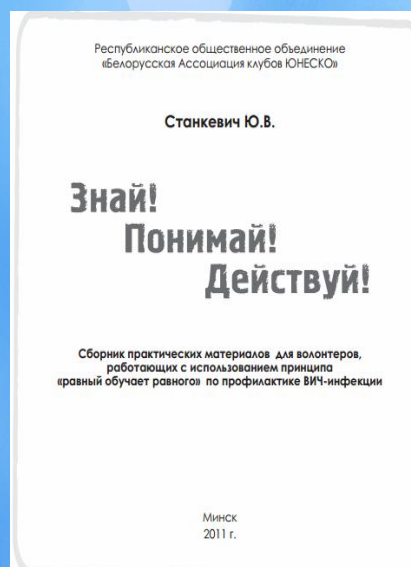 Республиканское общественное объединение
«Белорусская Ассоциация клубов ЮНЕСКО»
Станкевич Ю.В.
Знай!
Понимай!
Действуй!
Сборник практических материалов для волонтеров,
работающих с использованием принципа
«равный обучает равного» по профилактике ВИЧ-инфекции
Минск
2011 г.